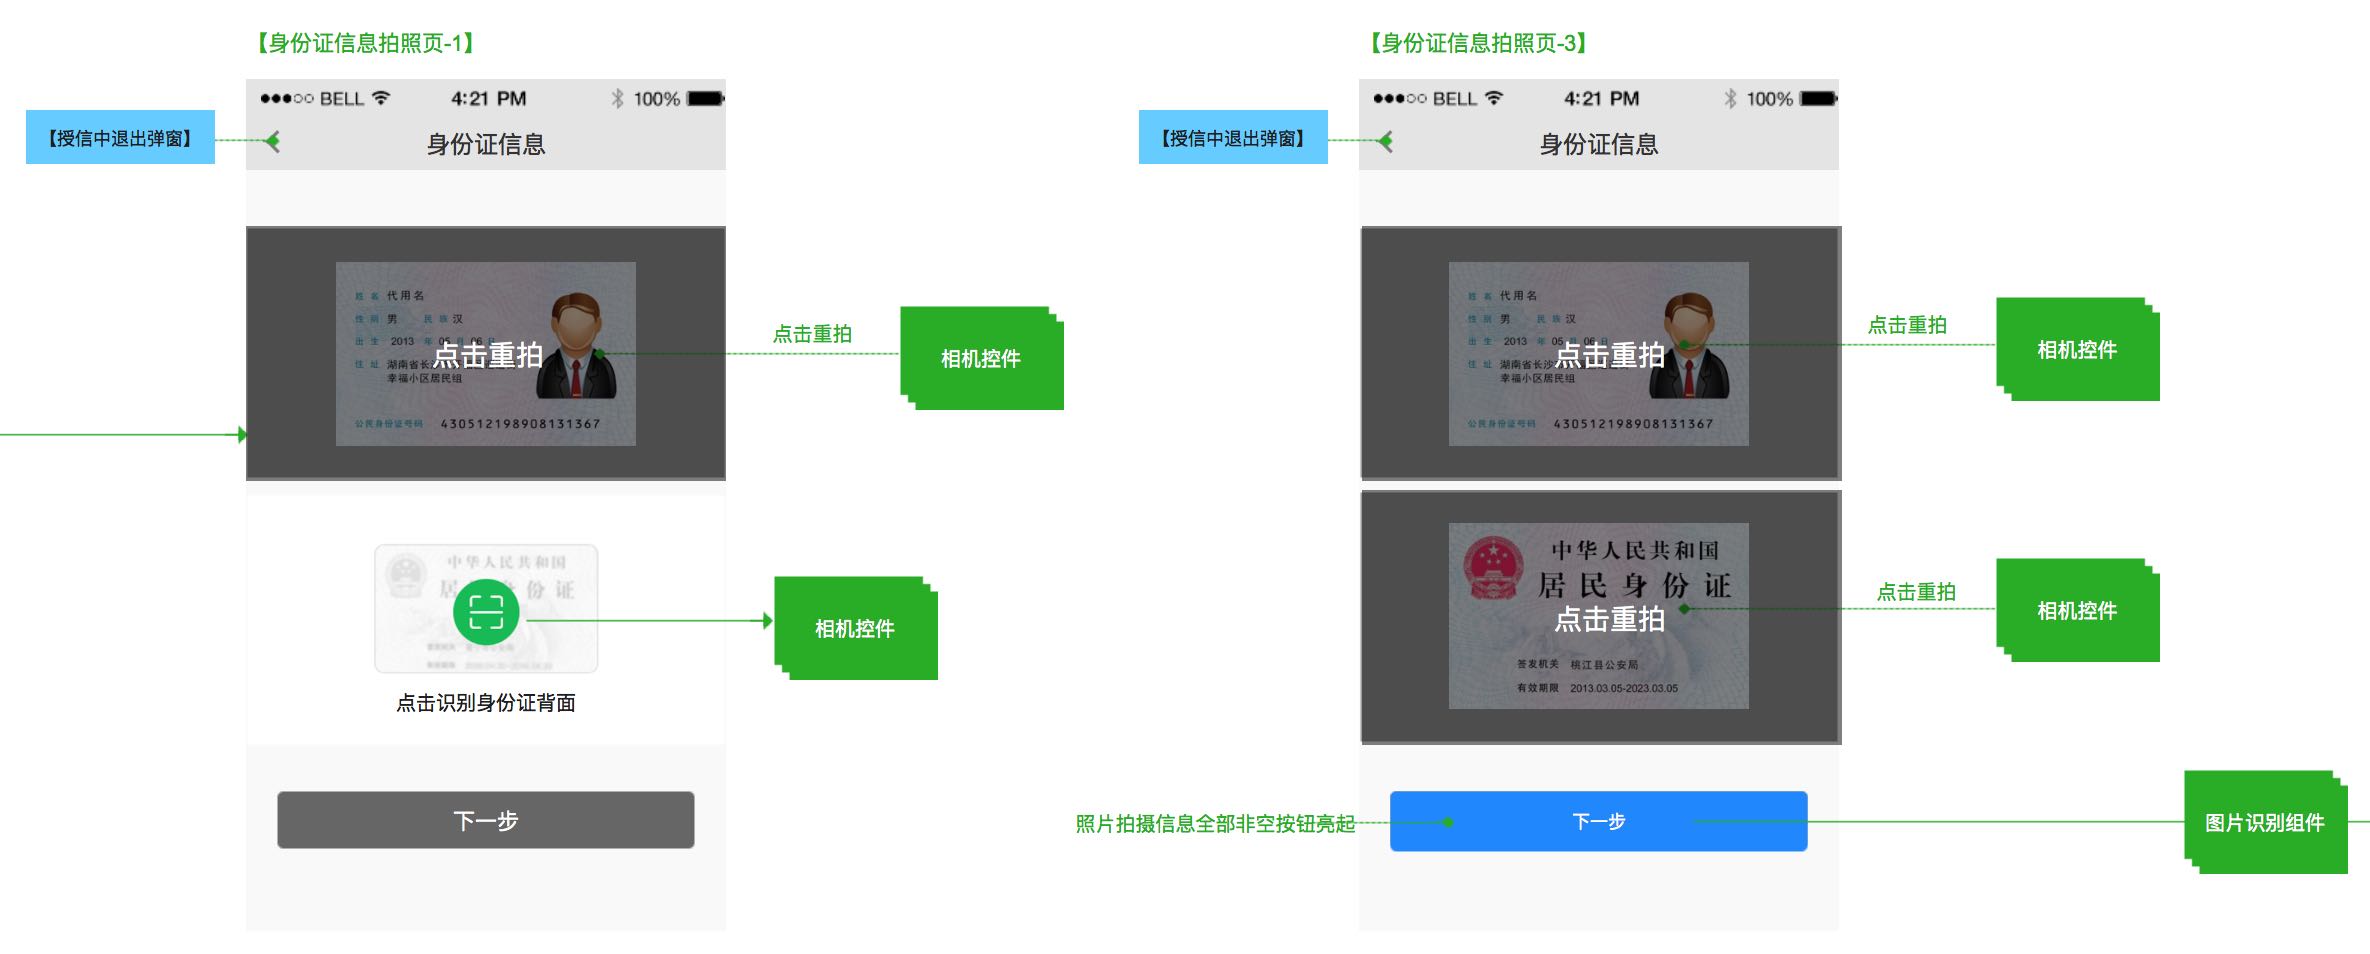 【身份证信息拍照页-1】
BELL 4:21 PM 100%
【授信中退出弹窗】
身份证信息
姓 名 代用名
性 别 男 民 族 汉
出 生 2013 年 05 月 06 日
住 址 湖南省长沙
幸福小区居民组
点击重拍
公民身份证号码 430512198908131367
点击重拍
相机控件
中华人民共和国
居民身份证
点击识别身份证背面
相机控件
下一步
【身份证信息拍照页-3】
BELL 4:21 PM 100%
【授信中退出弹窗】
身份证信息
姓 名 代用名
性 别 男 民 族 汉
出 生 2013 年 05 月 06 日
住 址 湖南省长沙
幸福小区居民组
点击重拍
公民身份证号码 430512198908131367
点击重拍
相机控件
中华人民共和国
居民身份证
点击重拍
签发机关 桃江县公安局
有效期限 2013.03.05-2023.03.05
点击重拍
相机控件
照片拍摄信息全部非空按钮亮起
下一步
图片识别组件